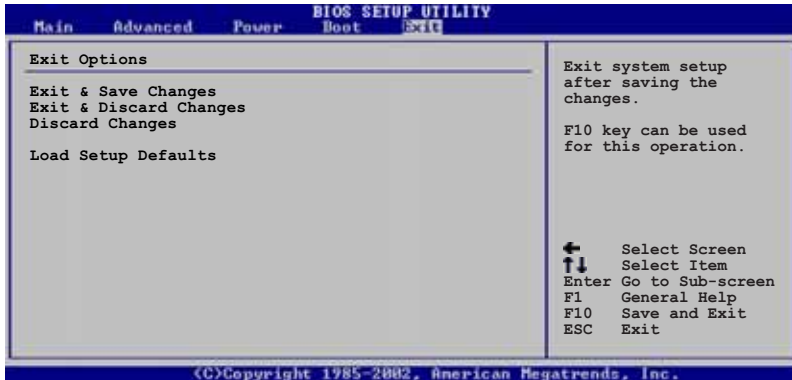 BIOS SETUP UTILITY
Main Advanced Power Boot Exit
Exit Options
Exit & Save Changes
Exit & Discard Changes
Discard Changes
Load Setup Defaults
Exit system setup
after saving the
changes.
F10 key can be used
for this operation.
← Select Screen
↑↓ Select Item
Enter Go to Sub-screen
F1 General Help
F10 Save and Exit
ESC Exit
(C)Copyright 1985-2002, American Megatrends, Inc.